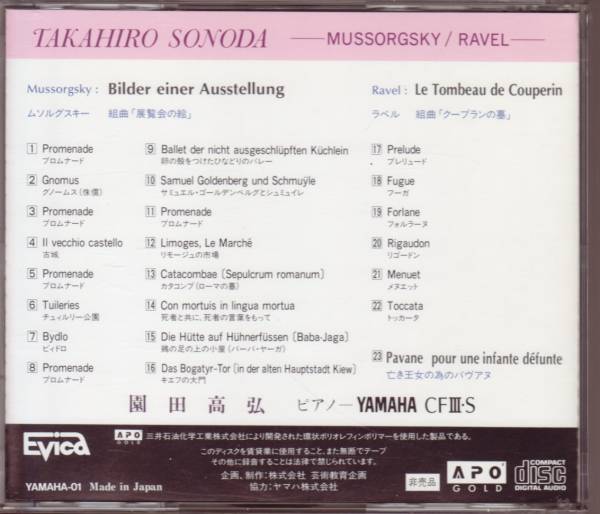 TAKAHIRO SONODA — MUSSORGSKY / RAVEL —
Mussorgsky : Bilder einer Ausstellung
ムソルグスキー 組曲「展覧会の絵」
1 Promenade
プロムナード
2 Gnomus
グノームス(侏儒)
3 Promenade
プロムナード
4 Il vecchio castello
古城
5 Promenade
プロムナード
6 Tuileries
チュイルリー公園
7 Bydlo
ビィドロ
8 Promenade
プロムナード
9 Ballet der nicht ausgeschlüpften Küchlein
卵の殻をつけたひなどりのバレー
10 Samuel Goldenberg und Schmuÿle
サミュエル・ゴールデンベルグとシュミュイレ
11 Promenade
プロムナード
12 Limoges, Le Marché
リモージュの市場
13 Catacombae (Sepulcrum romanum)
カタコンブ(ローマの墓)
14 Con mortuis in lingua mortua
死者と共に、死者の言葉をもって
15 Die Hütte auf Hühnerfüssen (Baba-Jaga)
鶏の足の上の小屋(バーバ・ヤーガ)
16 Das Bogatyr-Tor (in der alten Hauptstadt Kiew)
キエフの大門
Ravel : Le Tombeau de Couperin
ラベル 組曲「クープランの墓」
17 Prelude
プレリュード
18 Fugue
フーガ
19 Forlane
フォルラーヌ
20 Rigaudon
リゴードン
21 Menuet
メヌエット
22 Toccata
トッカータ
23 Pavane pour une infante défunte
亡き王女の為のパヴアヌ
園田高弘 ピアノ—YAMAHA CFⅢ·S
Evica
APO GOLD 三井石油化学工業株式会社により開発された環状ポリオレフィンポリマーを使用した製品である。
このディスクを賃貸業に使用すること、また無断でテープ
その他に録音することは法律で禁じられています。
企画、制作:株式会社 芸術教育企画
協力:ヤマハ株式会社
非売品
APO GOLD
COMPACT disc DIGITAL AUDIO
YAMAHA-01 Made in Japan